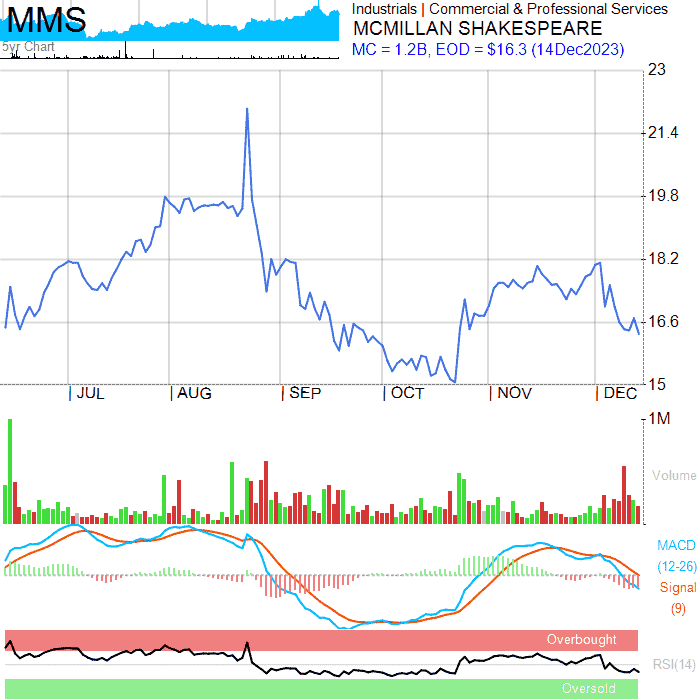 MMS
5yr Chart
Industrials | Commercial & Professional Services
MCMILLAN SHAKESPEARE
MC = 1.2B, EOD = $16.3 (14Dec2023)
23
21.4
19.8
18.2
16.6
15
JUL AUG SEP OCT NOV DEC
1M
Volume
MACD
(12-26)
Signal
(9)
Overbought
RSI(14)
Oversold